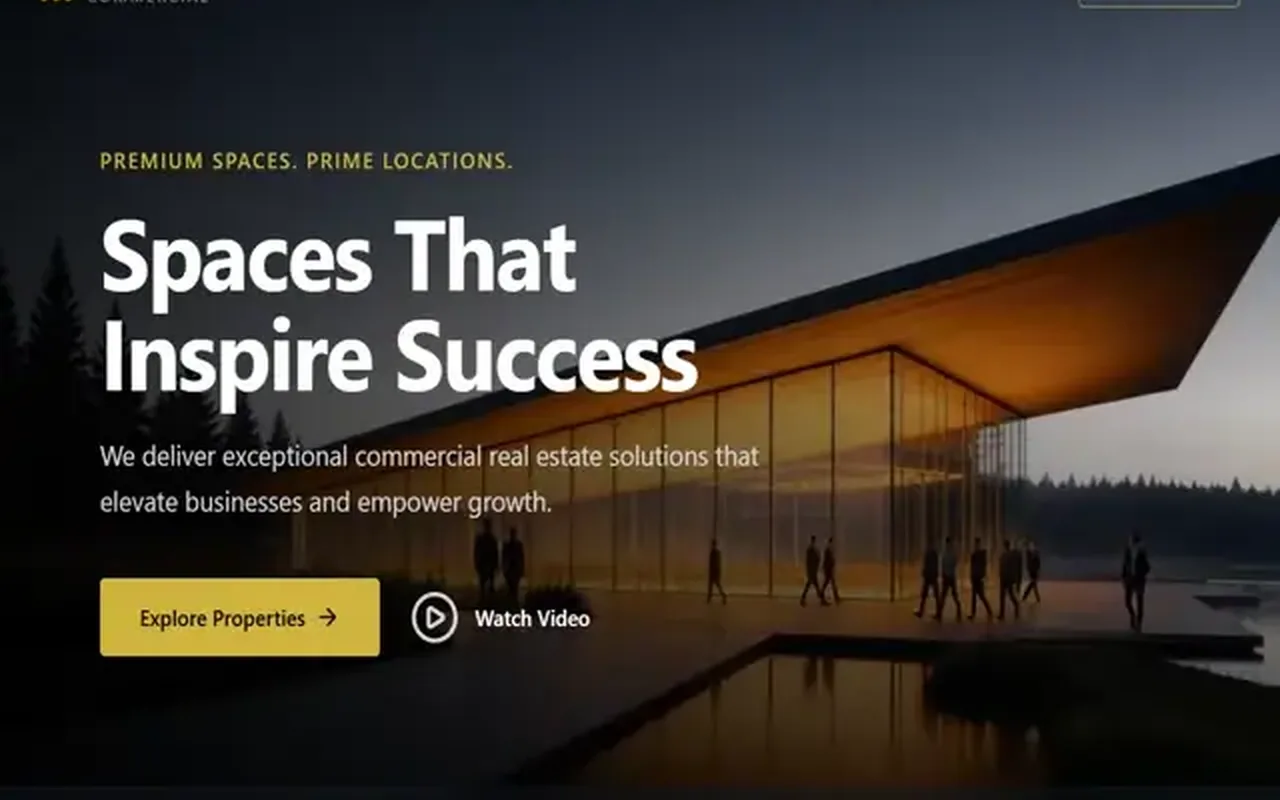 PREMIUM SPACES. PRIME LOCATIONS.
Spaces That
Inspire Success
We deliver exceptional commercial real estate solutions that
elevate businesses and empower growth.
Explore Properties →
Watch Video